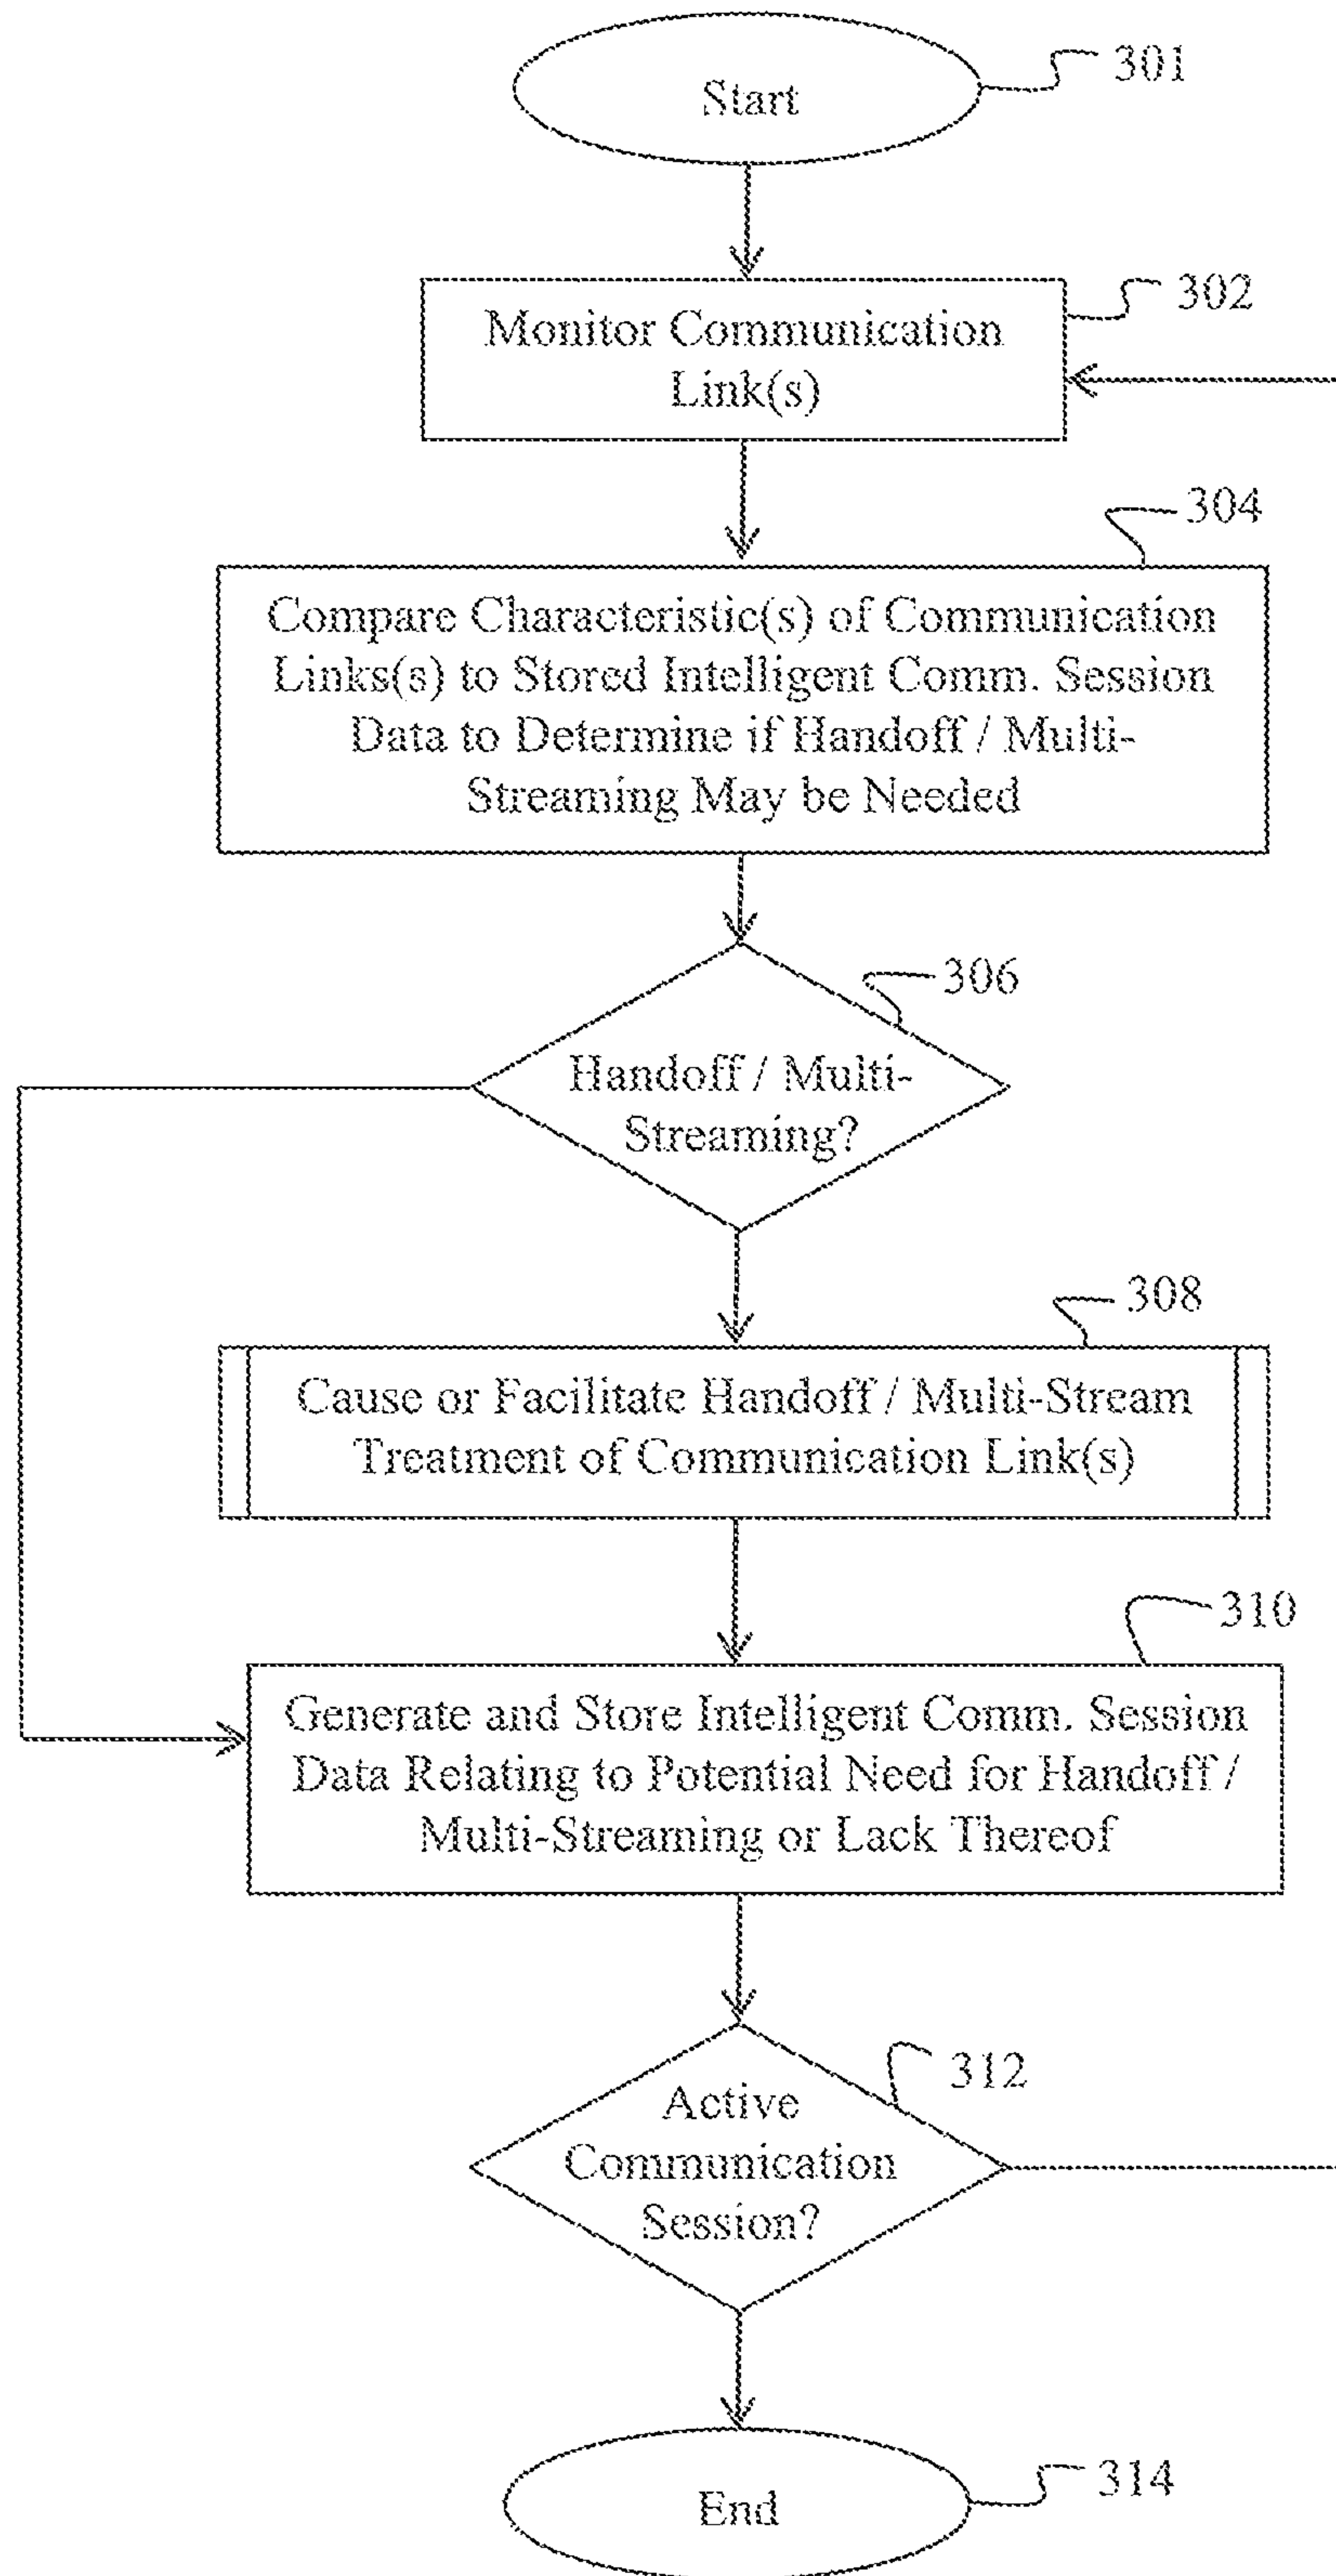 Start
301
Monitor Communication
Link(s)
302
304
Compare Characteristic(s) of Communication
Links(s) to Stored Intelligent Comm. Session
Data to Determine if Handoff / Multi-
Streaming May be Needed
306
Handoff / Multi-
Streaming?
308
Cause or Facilitate Handoff / Multi-Stream
Treatment of Communication Link(s)
310
Generate and Store Intelligent Comm. Session
Data Relating to Potential Need for Handoff /
Multi-Streaming or Lack Thereof
312
Active
Communication
Session?
End
314